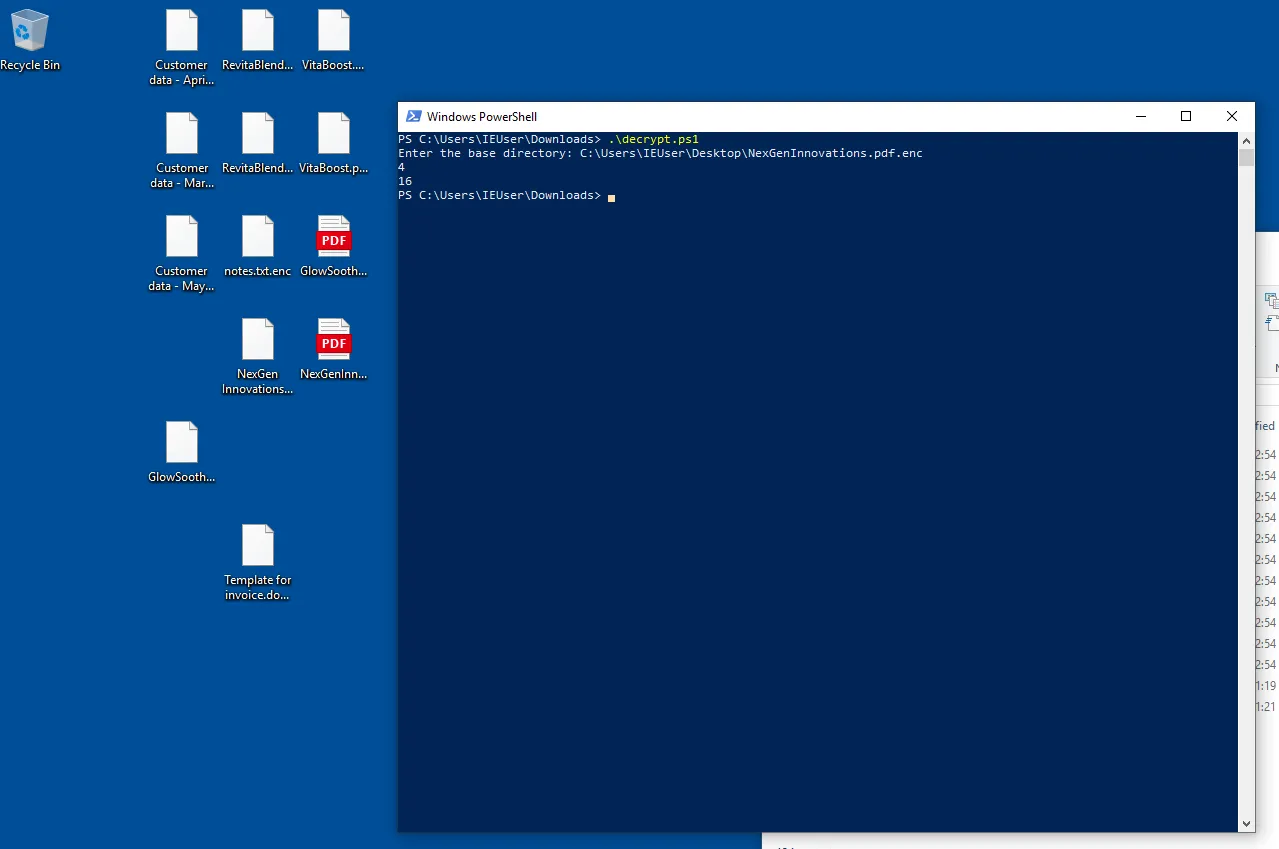 Recycle Bin
Customer
data - Apri...
RevitaBlend...
VitaBoost....
Customer
data - Mar...
RevitaBlend...
VitaBoost.p...
Customer
data - May...
notes.txt.enc
PDF
GlowSooth...
NexGen
Innovations...
PDF
NexGenInn...
GlowSooth...
Template for
invoice.do...
Windows PowerShell
PS C:\Users\IEUser\Downloads> .\decrypt.ps1
Enter the base directory: C:\Users\IEUser\Desktop\NexGenInnovations.pdf.enc
4
16
PS C:\Users\IEUser\Downloads>
fied
2:54
2:54
2:54
2:54
2:54
2:54
2:54
2:54
2:54
2:54
2:54
1:19
1:21